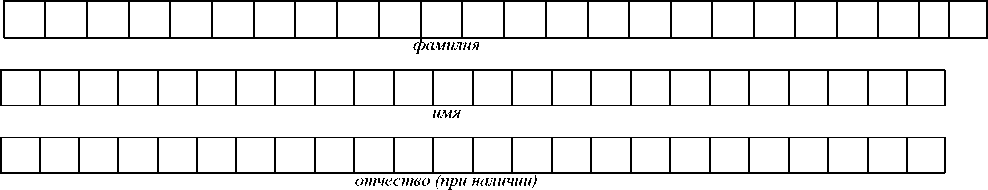 фамилия
имя
отчество (при наличии)